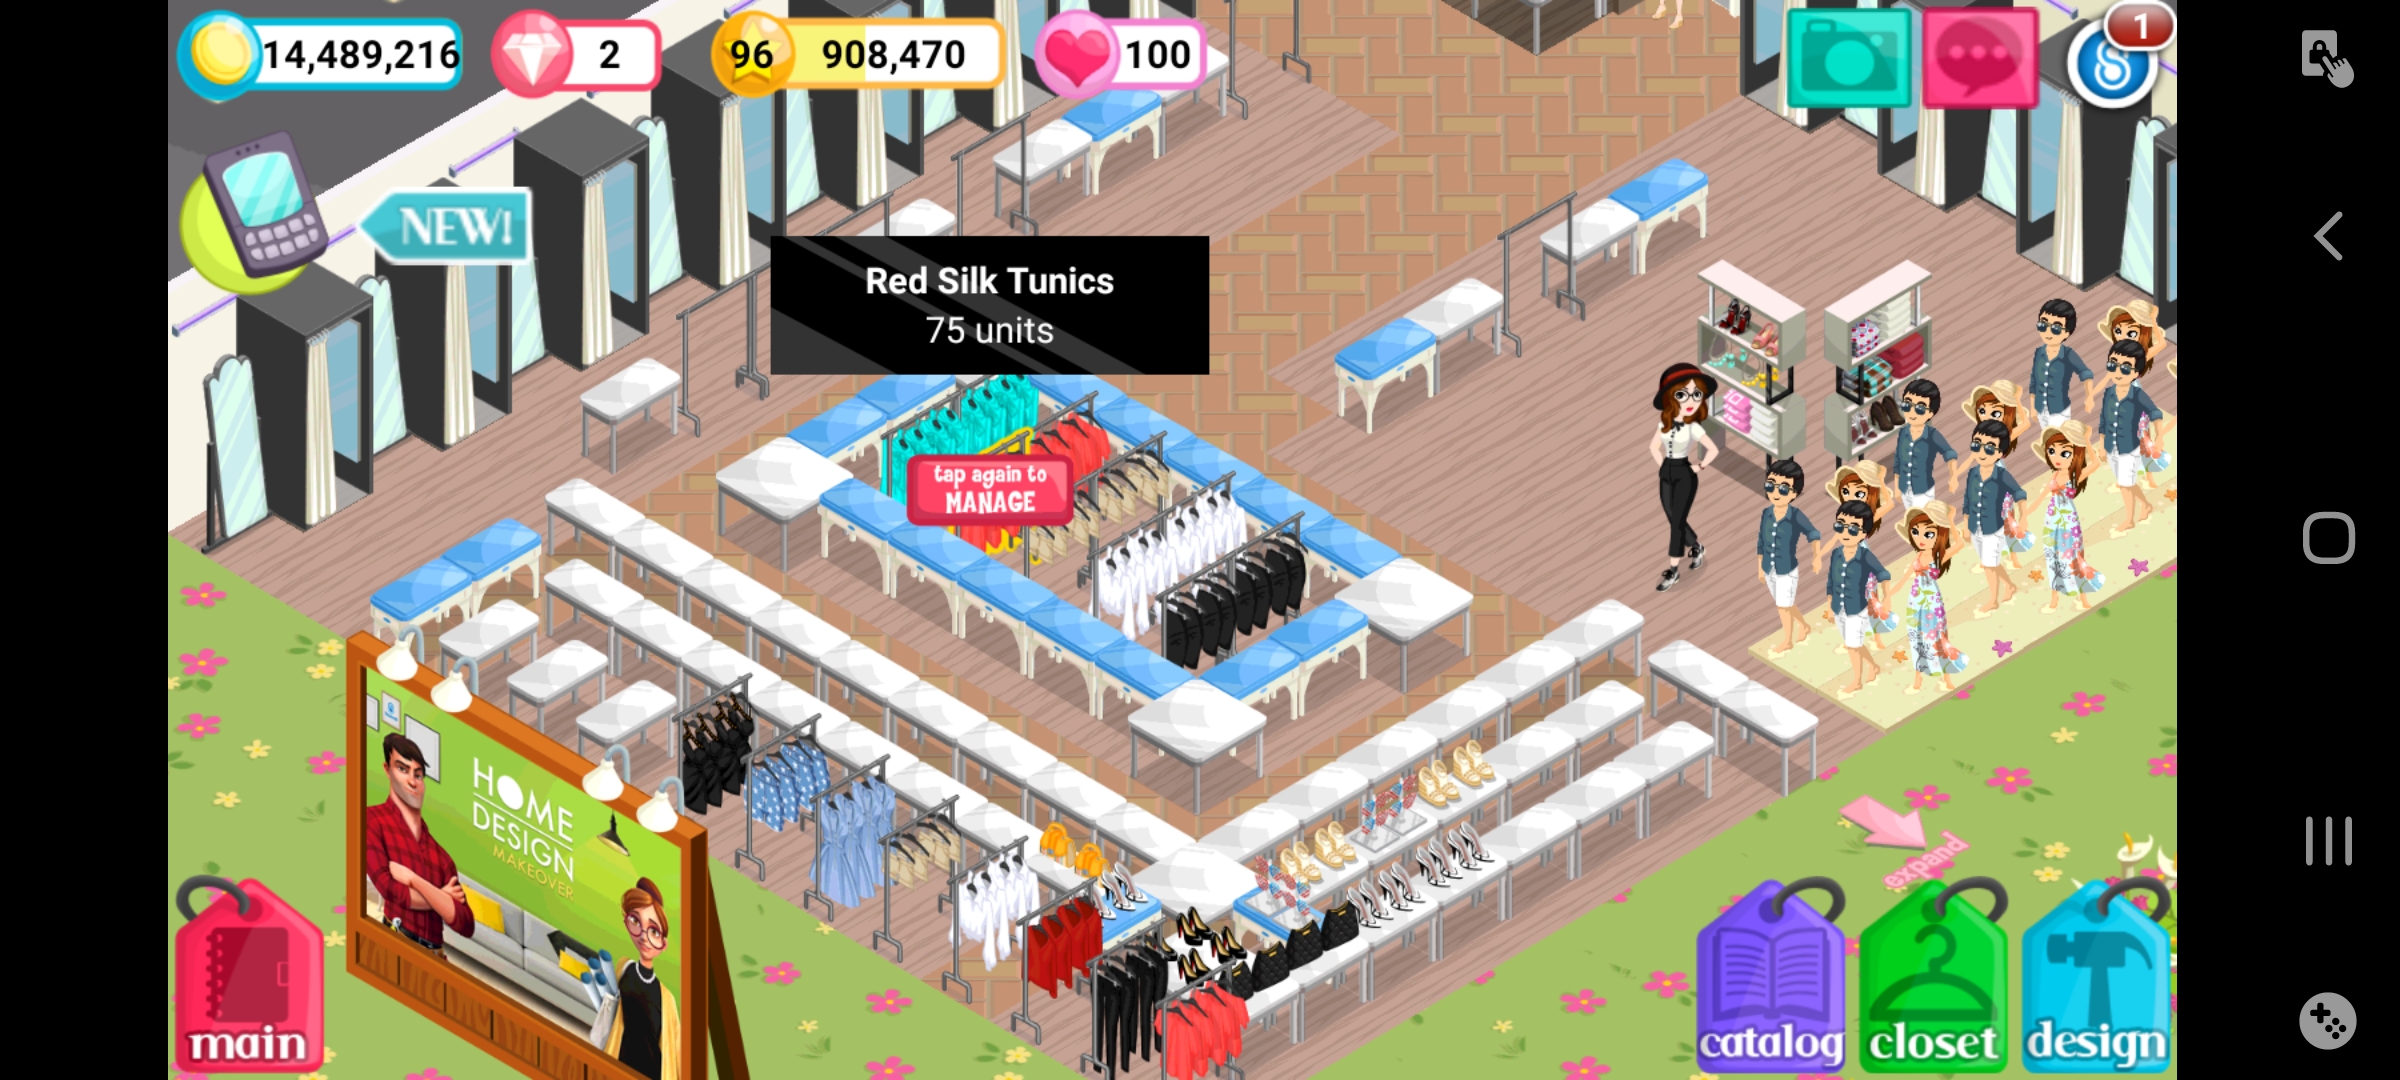 14,489,216
2
96
908,470
100
1
NEW!
Red Silk Tunics
75 units
tap again to
MANAGE
HOME
DESIGN
MAKEOVER
expand
main
catalog
closet
design